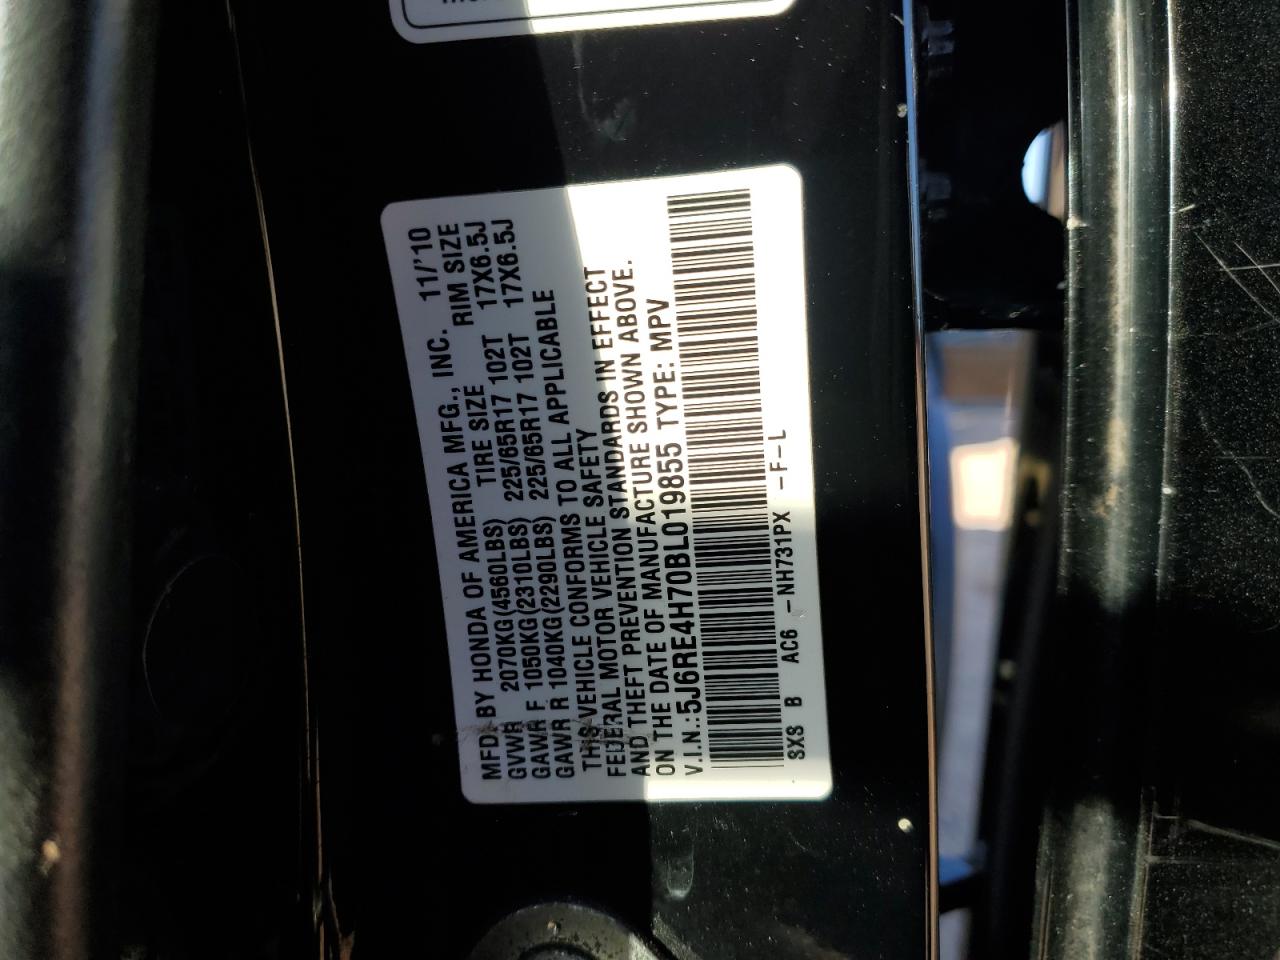 MFD. BY HONDA OF AMERICA MFG., INC. 11/'10
GVWR 2070KG(4560LBS) TIRE SIZE RIM SIZE
GAWR F 1050KG(2310LBS) 225/65R17 102T 17X6.5J
GAWR R 1040KG(2290LBS) 225/65R17 102T 17X6.5J
THIS VEHICLE CONFORMS TO ALL APPLICABLE
FEDERAL MOTOR VEHICLE SAFETY
AND THEFT PREVENTION STANDARDS IN EFFECT
ON THE DATE OF MANUFACTURE SHOWN ABOVE.
V.I.N.: 5J6RE4H70BL019855 TYPE: MPV
SXS B AC6 -NH731PX -F-L